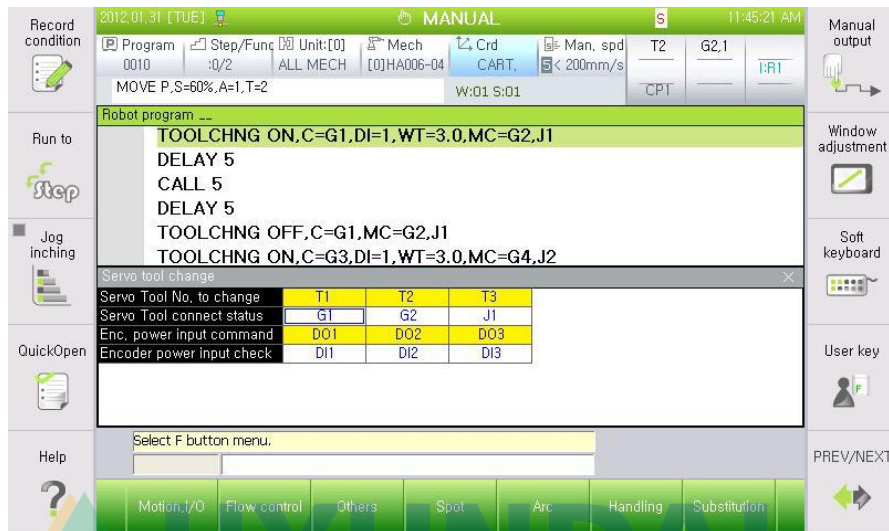 Record condition
2012,01,31 [TUE]
MANUAL
S
11:45:21 AM
Manual output
Program
0010
Step/Func
:0/2
Unit:[0]
ALL MECH
Mech
[0]HA006-04
Crd
CART,
Man, spd
5< 200mm/s
T2
G2,1
I:R1
CP1
MOVE P,S=60%,A=1,T=2
W:01 S:01
Robot program __
Run to
Step
Window adjustment
TOOLCHNG ON,C=G1,DI=1,WT=3.0,MC=G2,J1
DELAY 5
CALL 5
DELAY 5
TOOLCHNG OFF,C=G1,MC=G2,J1
TOOLCHNG ON,C=G3,DI=1,WT=3.0,MC=G4,J2
Jog inching
Soft keyboard
Servo tool change
Servo Tool No, to change T1 T2 T3
Servo Tool connect status G1 G2 J1
Enc, power input command DO1 DO2 DO3
Encoder power input check DI1 DI2 DI3
QuickOpen
User key
F
Select F button menu.
Help
PREV/NEXT
Motion,I/O Flow control Others Spot Arc Handling Substitution